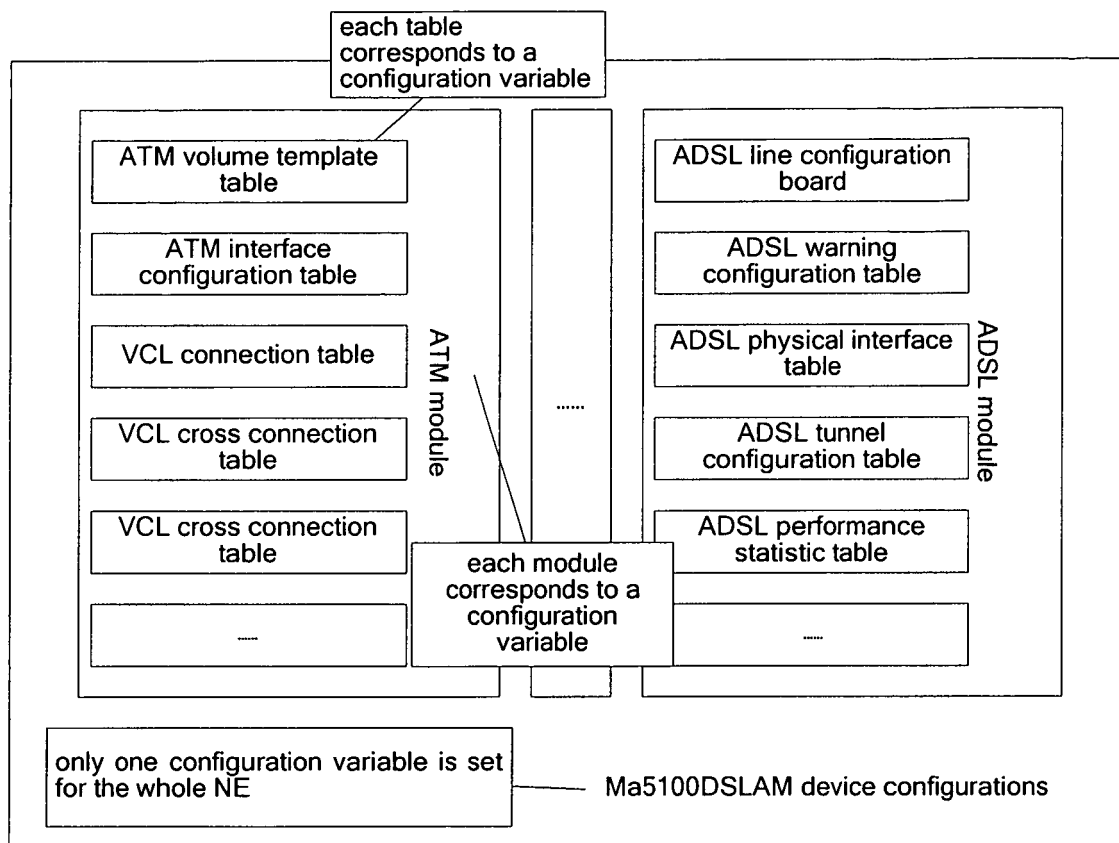 each table
corresponds to a
configuration variable
ATM volume template
table
ATM interface
configuration table
VCL connection table
VCL cross connection
table
VCL cross connection
table
......
ATM module
......
ADSL line configuration
board
ADSL warning
configuration table
ADSL physical interface
table
ADSL tunnel
configuration table
ADSL performance
statistic table
......
ADSL module
each module
corresponds to a
configuration
variable
only one configuration variable is set
for the whole NE
Ma5100DSLAM device configurations